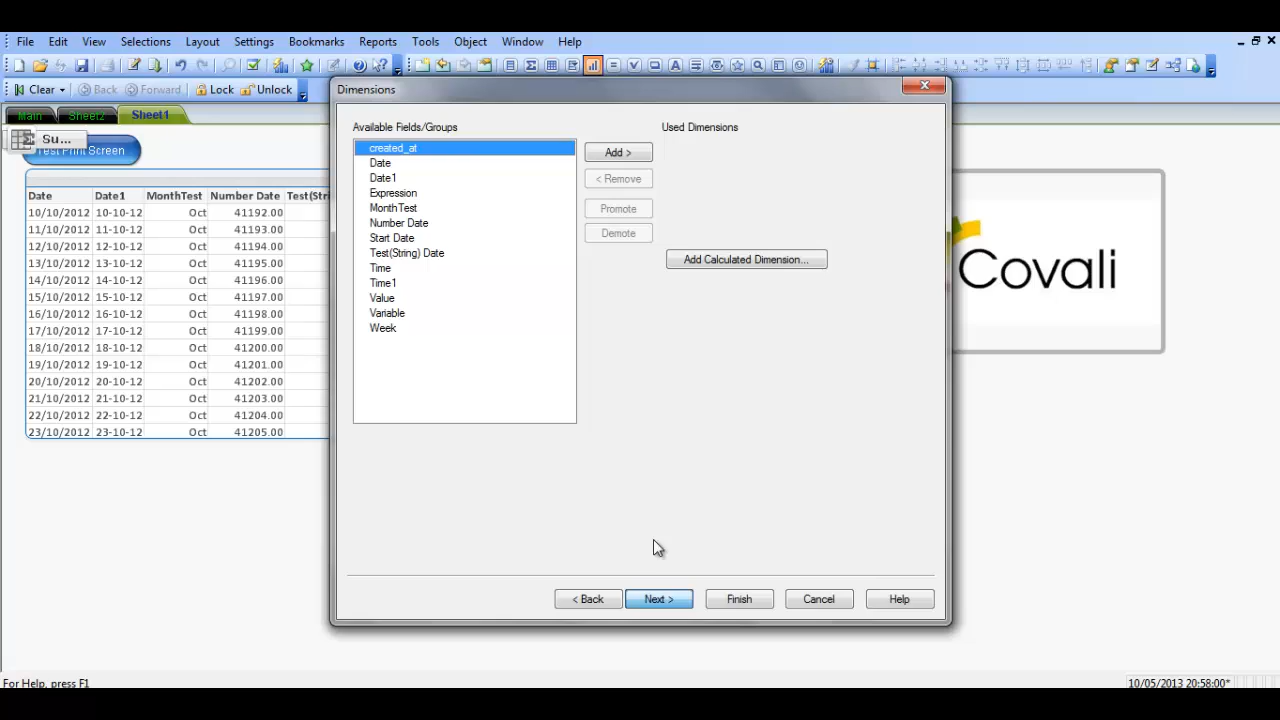 File Edit View Selections Layout Settings Bookmarks Reports Tools Object Window Help
Clear Back Forward Lock Unlock
Main Sheet2 Sheet1
Su...
Test Print Screen
Date Date1 MonthTest Number Date Test(Stri
10/10/2012 10-10-12 Oct 41192.00
11/10/2012 11-10-12 Oct 41193.00
12/10/2012 12-10-12 Oct 41194.00
13/10/2012 13-10-12 Oct 41195.00
14/10/2012 14-10-12 Oct 41196.00
15/10/2012 15-10-12 Oct 41197.00
16/10/2012 16-10-12 Oct 41198.00
17/10/2012 17-10-12 Oct 41199.00
18/10/2012 18-10-12 Oct 41200.00
19/10/2012 19-10-12 Oct 41201.00
20/10/2012 20-10-12 Oct 41202.00
21/10/2012 21-10-12 Oct 41203.00
22/10/2012 22-10-12 Oct 41204.00
23/10/2012 23-10-12 Oct 41205.00
Dimensions
Available Fields/Groups
created_at
Date
Date1
Expression
MonthTest
Number Date
Start Date
Test(String) Date
Time
Time1
Value
Variable
Week
Add >
< Remove
Promote
Demote
Used Dimensions
Add Calculated Dimension...
< Back Next > Finish Cancel Help
Covali
For Help, press F1
10/05/2013 20:58:00*